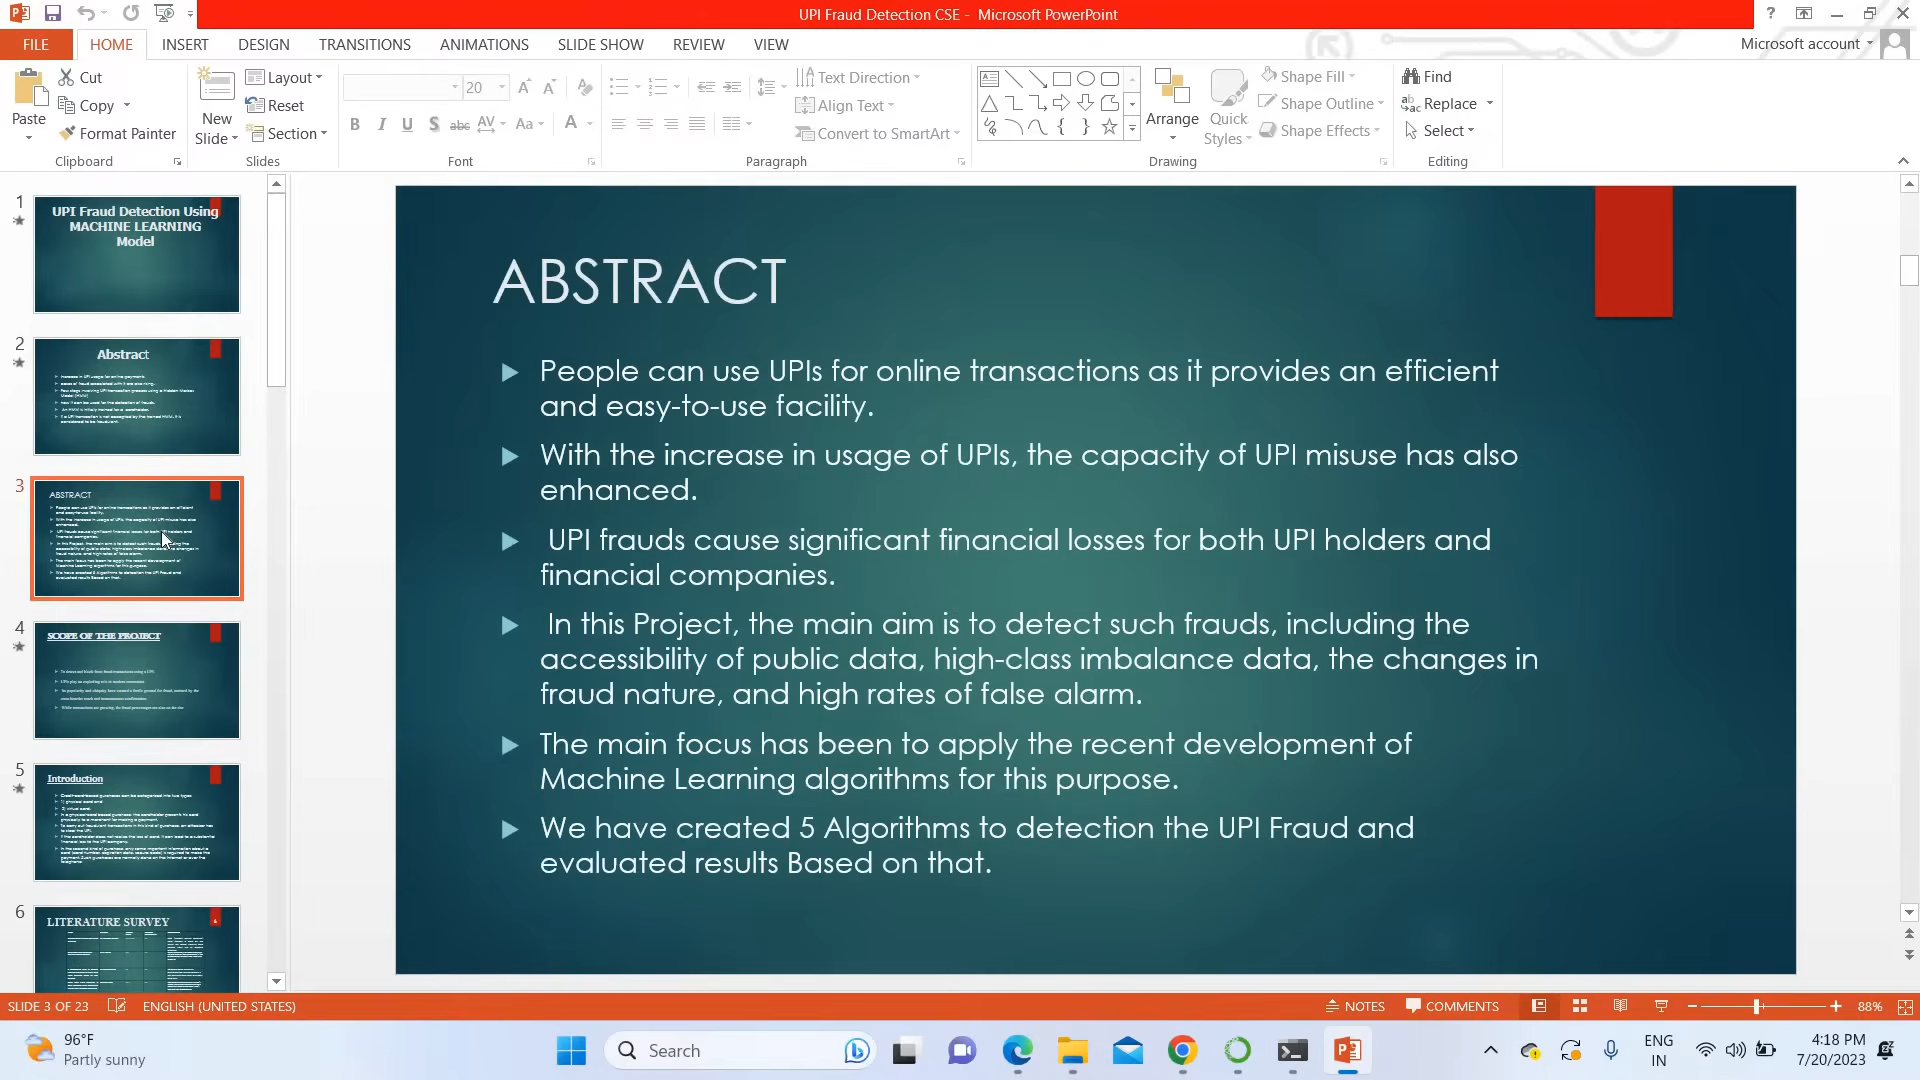 UPI Fraud Detection CSE - Microsoft PowerPoint
?
FILE HOME INSERT DESIGN TRANSITIONS ANIMATIONS SLIDE SHOW REVIEW VIEW Microsoft account
Paste
Cut
Copy
Format Painter
Clipboard
New
Slide
Layout
Reset
Section
Slides
20
B I U S abc AV Aa A
Font
Text Direction
Align Text
Convert to SmartArt
Paragraph
Arrange
Quick
Styles
Shape Fill
Shape Outline
Shape Effects
Drawing
Find
Replace
Select
Editing
1
UPI Fraud Detection Using
MACHINE LEARNING
Model
2
Abstract
3
ABSTRACT
4
SCOPE OF THE PROJECT
5
Introduction
6
LITERATURE SURVEY
ABSTRACT
People can use UPIs for online transactions as it provides an efficient
and easy-to-use facility.
With the increase in usage of UPIs, the capacity of UPI misuse has also
enhanced.
UPI frauds cause significant financial losses for both UPI holders and
financial companies.
In this Project, the main aim is to detect such frauds, including the
accessibility of public data, high-class imbalance data, the changes in
fraud nature, and high rates of false alarm.
The main focus has been to apply the recent development of
Machine Learning algorithms for this purpose.
We have created 5 Algorithms to detection the UPI Fraud and
evaluated results Based on that.
SLIDE 3 OF 23 ENGLISH (UNITED STATES) NOTES COMMENTS 88%
96°F
Partly sunny
Search
ENG
IN
4:18 PM
7/20/2023